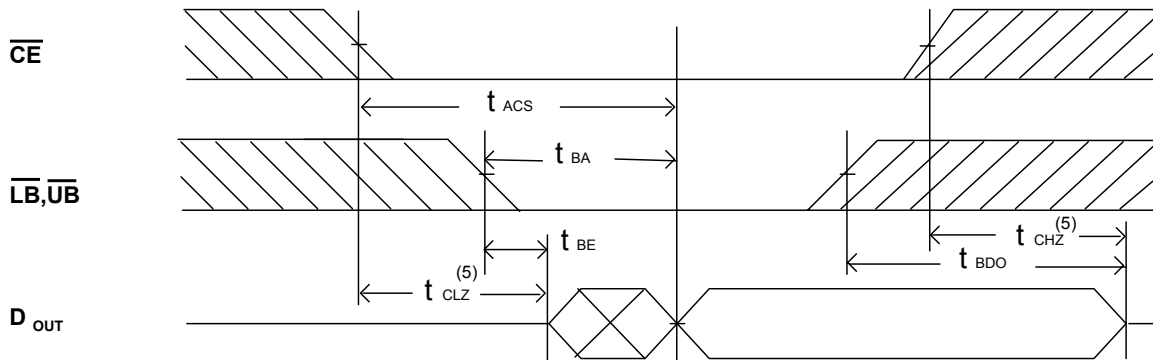 CE
t ACS
t BA
LB,UB
t CHZ(5)
t BE
t BDO
t CLZ(5)
D OUT